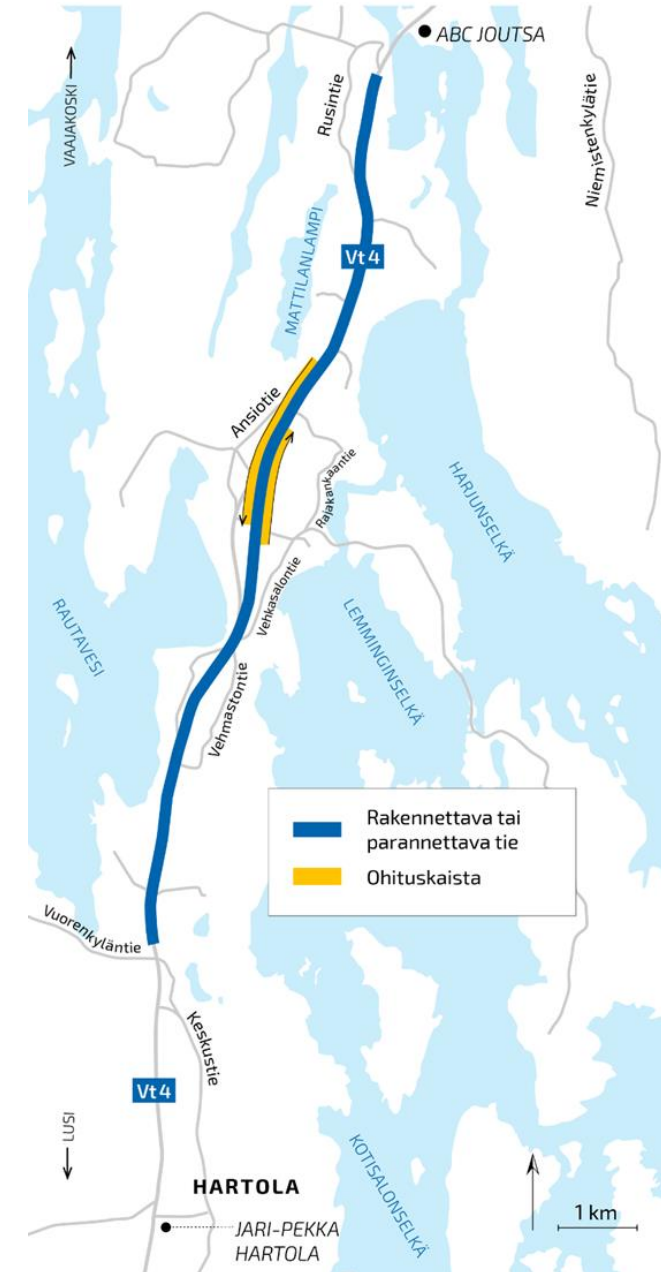 ABC JOUTSA
VAAJAKOSKI
Rusintie
Niemistenkylätie
MATTILANLAMPI
Vt 4
Ansiotie
Rajakankaantie
HARJUNSELKÄ
Vehkasalontie
LEMMINGINSELKÄ
RAUTAVESI
Vehmastontie
Rakennettava tai
parannettava tie
Ohituskaista
Vuorenkyläntie
Keskustie
Vt 4
LUSI
KOTISALONSELKÄ
HARTOLA
1 km
JARI-PEKKA
HARTOLA